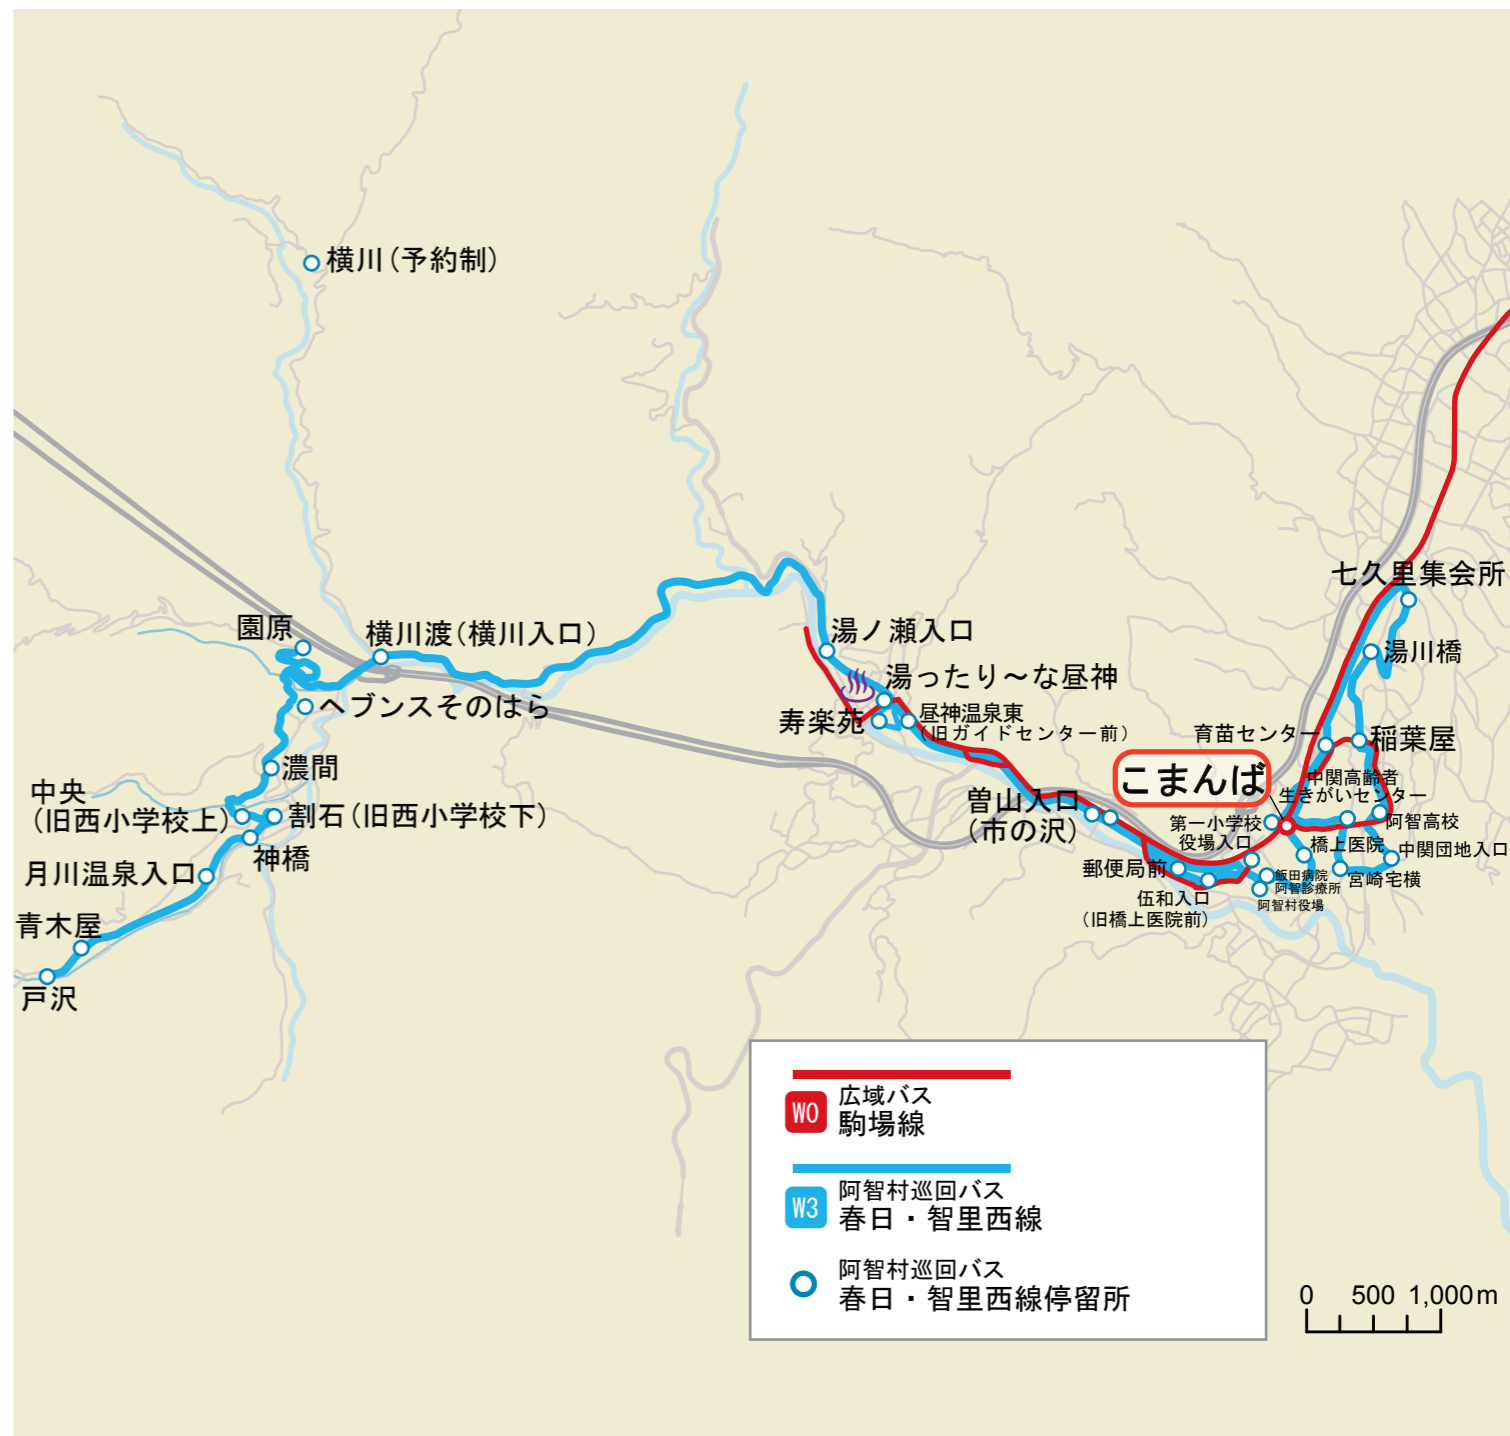 横川(予約制)
七久里集会所
園原
横川渡(横川入口)
湯ノ瀬入口
湯川橋
湯ったり～な昼神
ヘブンスそのはら
寿楽苑
昼神温泉東
(旧ガイドセンター前)
育苗センター
稲葉屋
濃間
こまんば
中関高齢者
生きがいセンター
中央
(旧西小学校上)
割石(旧西小学校下)
曽山入口
(市の沢)
第一小学校
役場入口
阿智高校
橋上医院
中関団地入口
神橋
月川温泉入口
郵便局前
飯田病院
阿智診療所
宮崎宅横
伍和入口
(旧橋上医院前)
阿智村役場
青木屋
戸沢
W0
広域バス
駒場線
W3
阿智村巡回バス
春日・智里西線
阿智村巡回バス
春日・智里西線停留所
0 500 1,000m